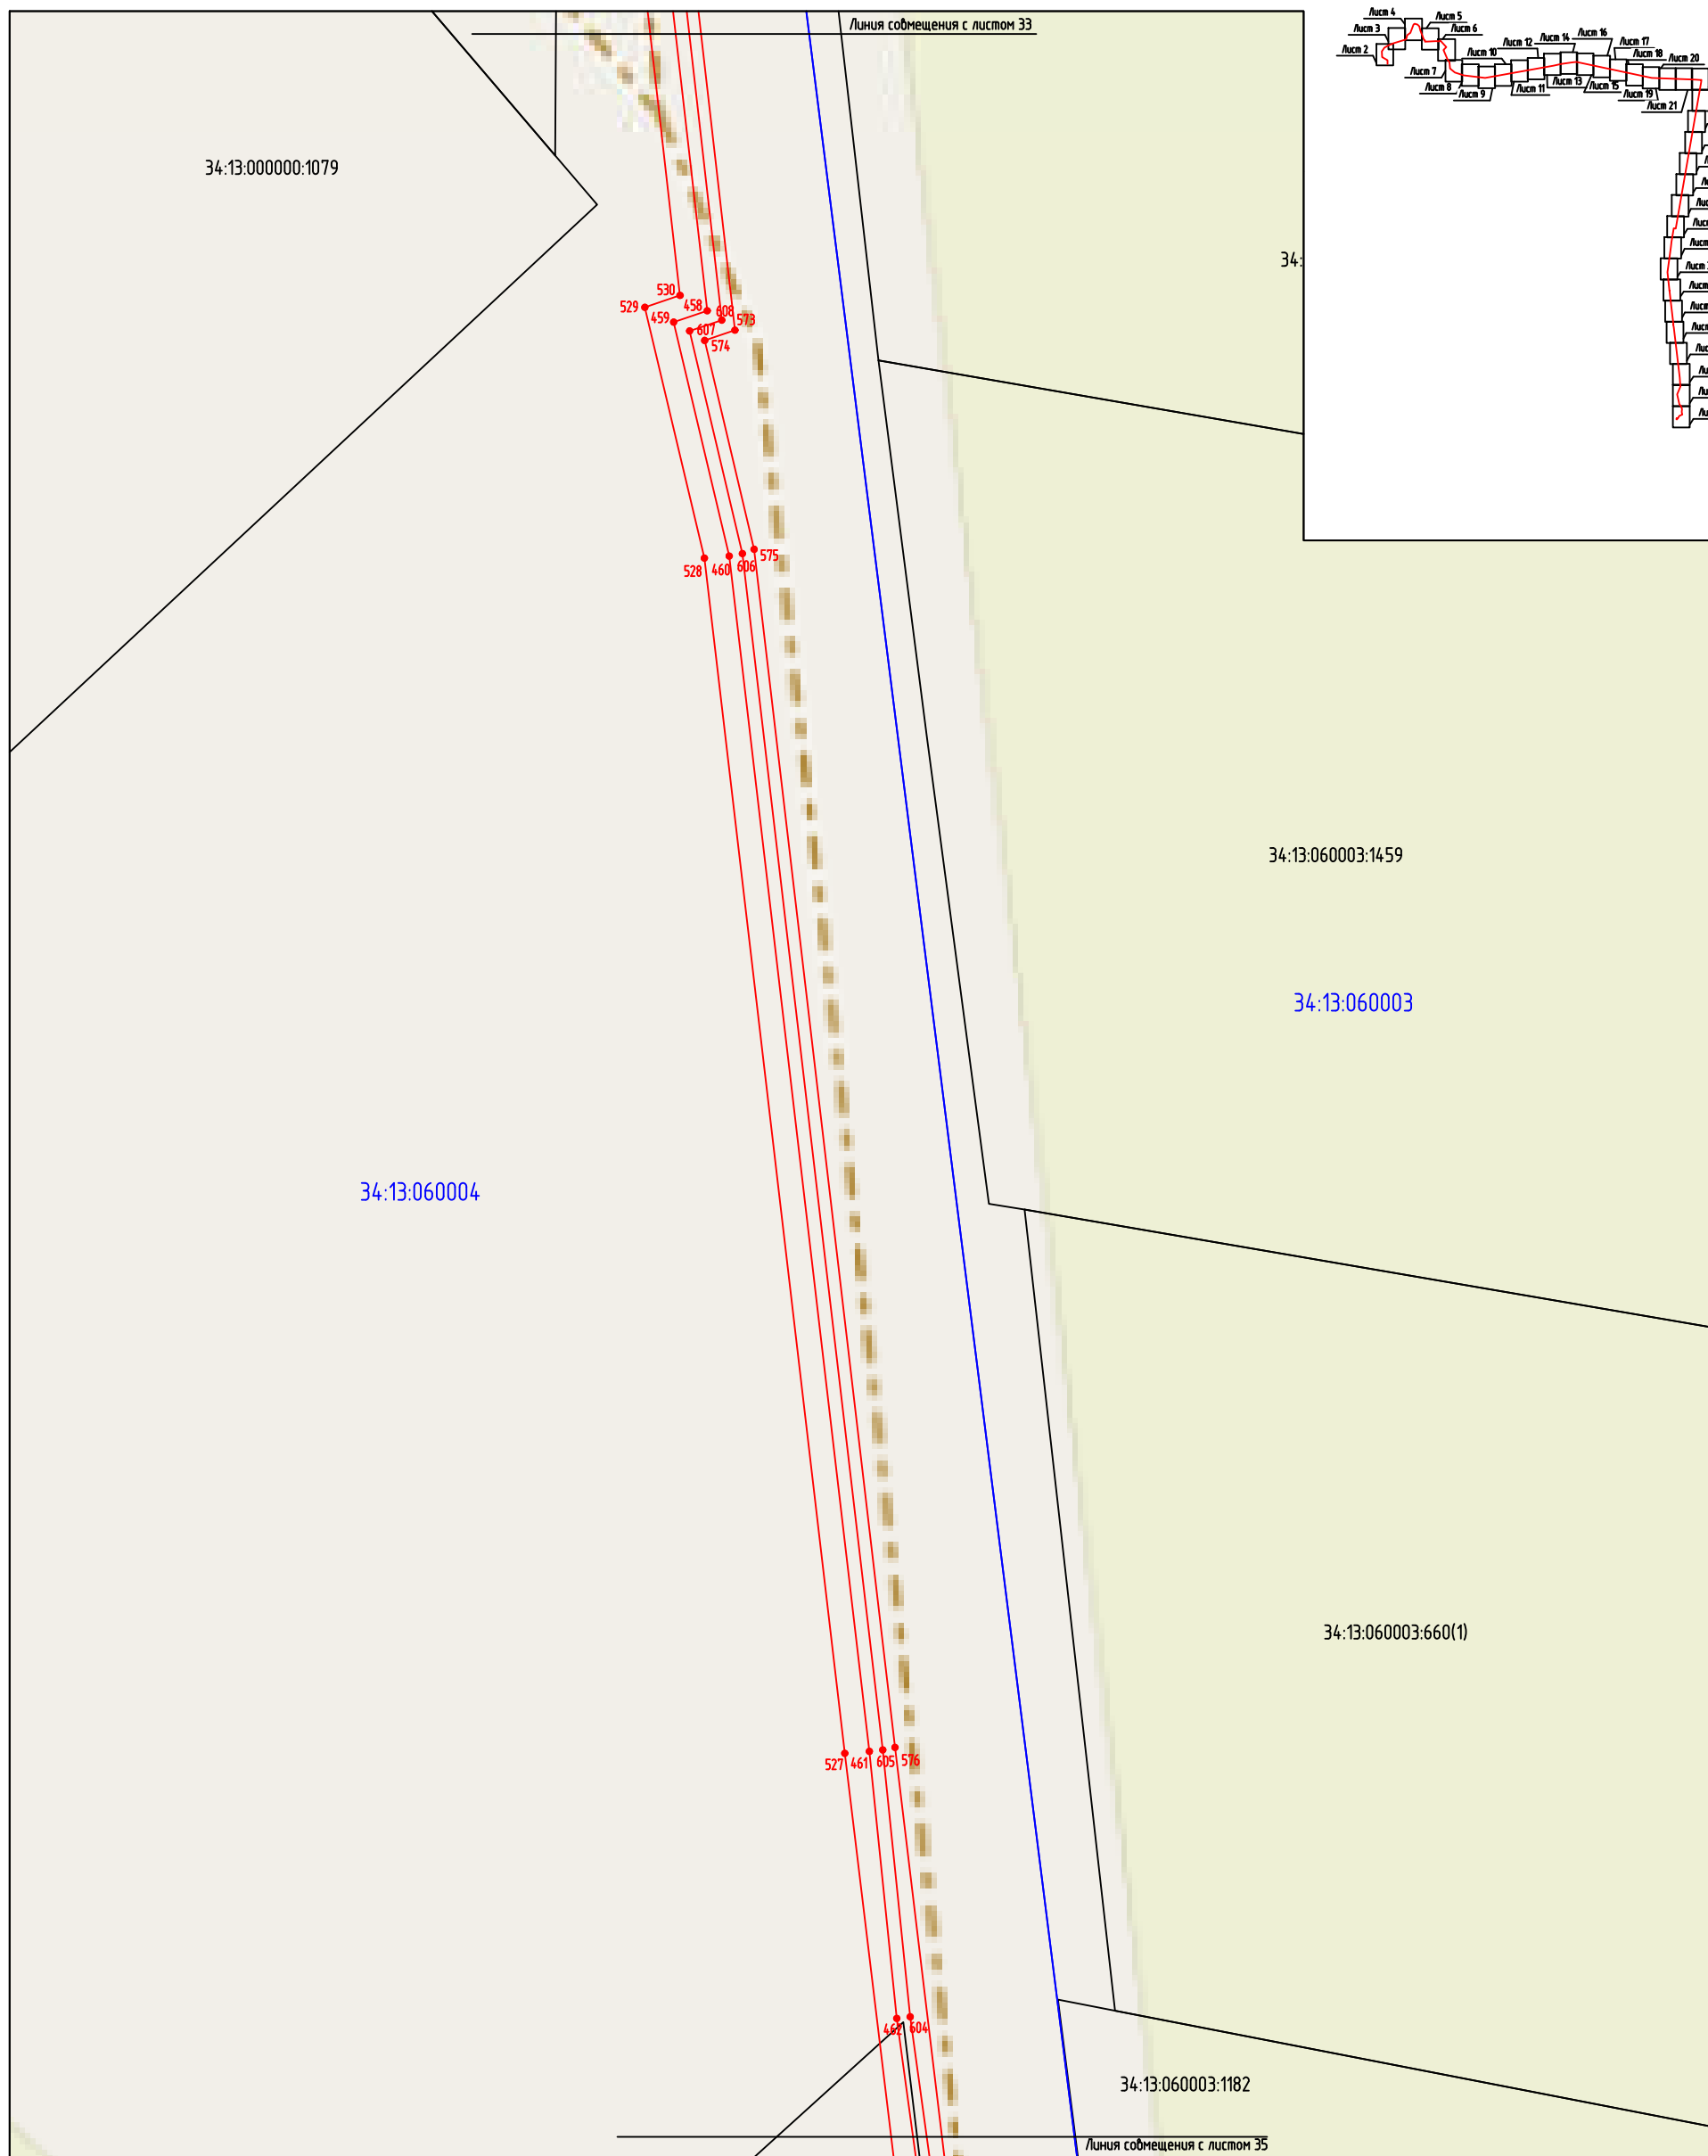 Линия совмещения с листом 33
Лист 4
Лист 5
Лист 3
Лист 6
Лист 2
Лист 12
Лист 14
Лист 16
Лист 17
Лист 10
Лист 18
Лист 20
Лист 7
Лист 8
Лист 9
Лист 11
Лист 13
Лист 15
Лист 19
Лист 21
34:13:000000:1079
34:
530
529
458
608
459
607
573
574
575
528
460
606
34:13:060003:1459
34:13:060003
34:13:060004
34:13:060003:660(1)
527
461
605
576
462
604
34:13:060003:1182
Линия совмещения с листом 35